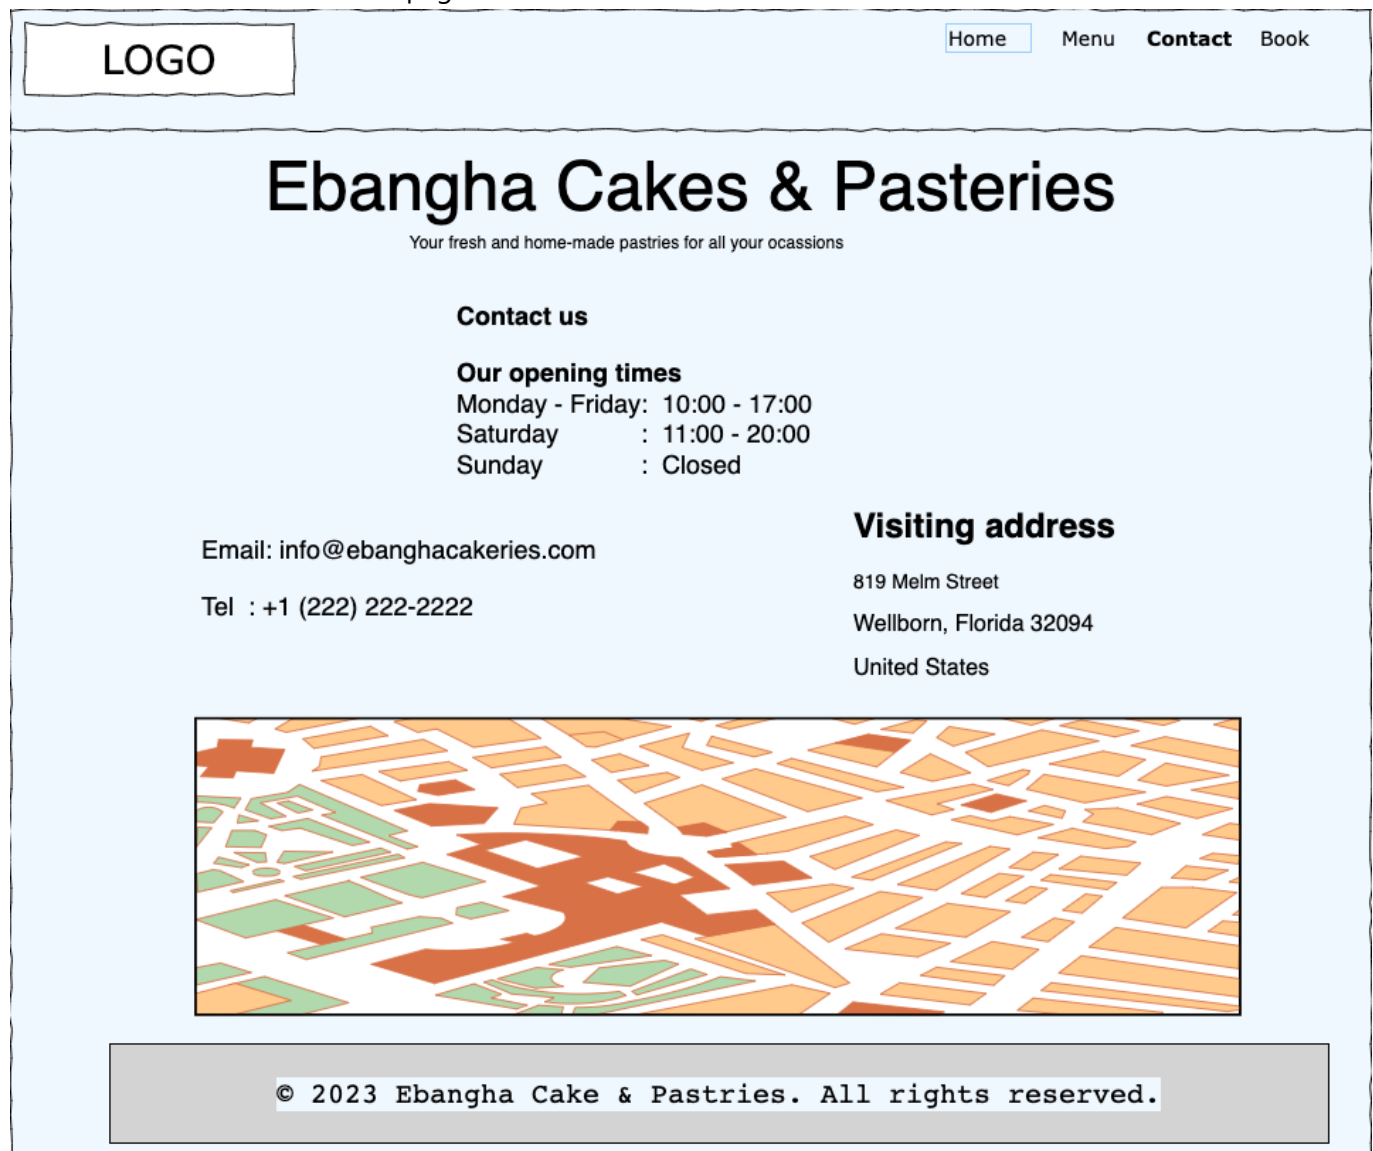 LOGO
Home Menu Contact Book
Ebangha Cakes & Pasteries
Your fresh and home-made pastries for all your ocassions
Contact us
Our opening times
Monday - Friday: 10:00 - 17:00
Saturday : 11:00 - 20:00
Sunday : Closed
Email: info@ebanghacakeries.com
Tel : +1 (222) 222-2222
Visiting address
819 Melm Street
Wellborn, Florida 32094
United States
© 2023 Ebangha Cake & Pastries. All rights reserved.